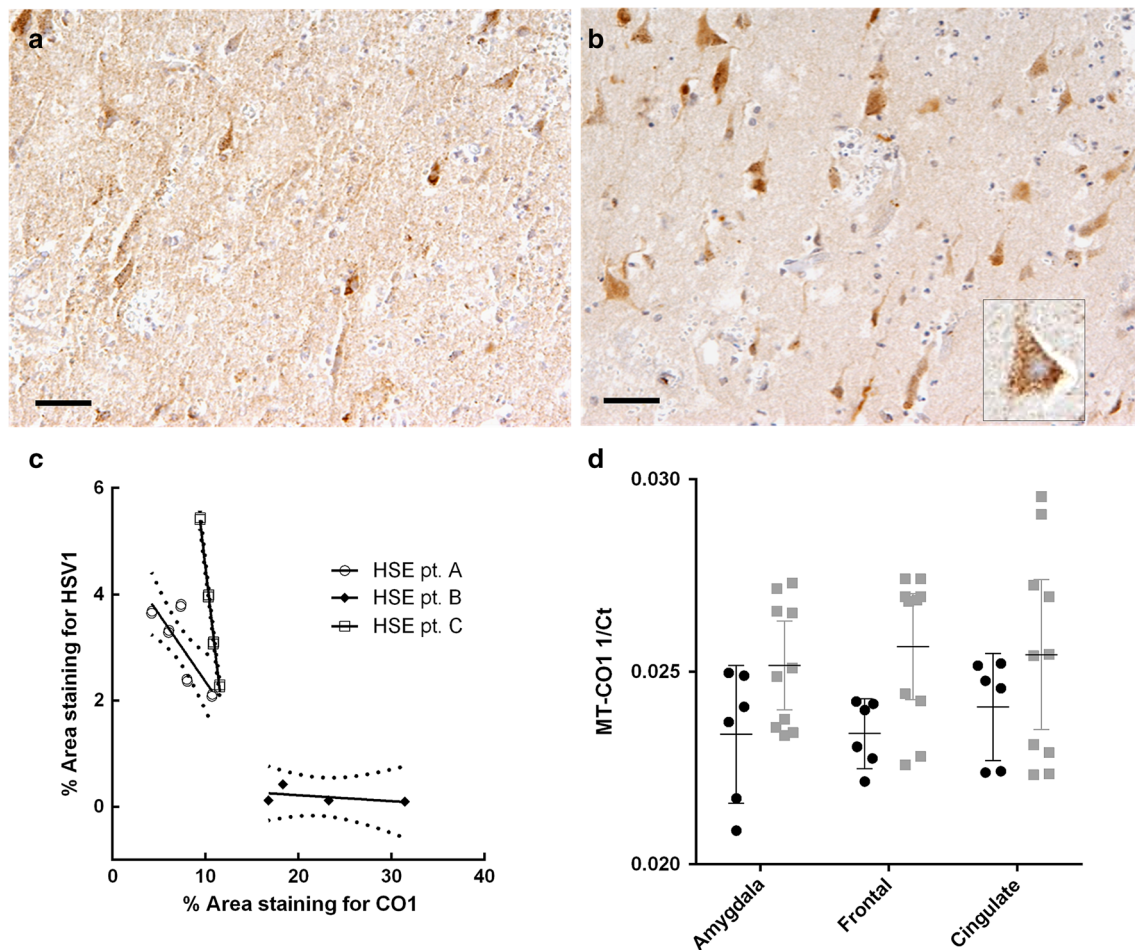 a
b
c
6
4
2
0
0
10
20
30
40
% Area staining for HSV1
% Area staining for CO1
HSE pt. A
HSE pt. B
HSE pt. C
d
0.030
0.025
0.020
MT-CO1 1/Ct
Amygdala
Frontal
Cingulate